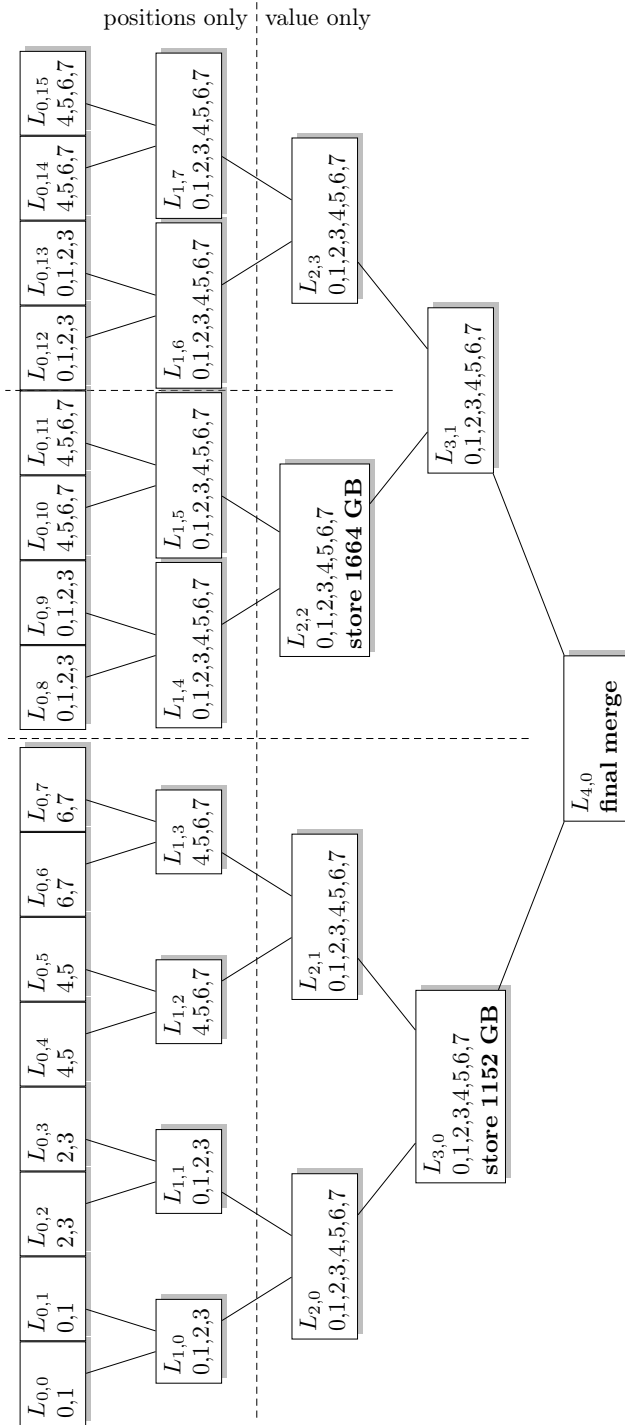 positions only
value only
L0,0
0,1
L0,1
0,1
L0,2
2,3
L0,3
2,3
L0,4
4,5
L0,5
4,5
L0,6
6,7
L0,7
6,7
L0,8
0,1,2,3
L0,9
0,1,2,3
L0,10
4,5,6,7
L0,11
4,5,6,7
L0,12
0,1,2,3
L0,13
0,1,2,3
L0,14
4,5,6,7
L0,15
4,5,6,7
L1,0
0,1,2,3
L1,1
0,1,2,3
L1,2
4,5,6,7
L1,3
4,5,6,7
L1,4
0,1,2,3,4,5,6,7
L1,5
0,1,2,3,4,5,6,7
L1,6
0,1,2,3,4,5,6,7
L1,7
0,1,2,3,4,5,6,7
L2,0
0,1,2,3,4,5,6,7
L2,1
0,1,2,3,4,5,6,7
L2,2
0,1,2,3,4,5,6,7
store 1664 GB
L2,3
0,1,2,3,4,5,6,7
L3,0
0,1,2,3,4,5,6,7
store 1152 GB
L3,1
0,1,2,3,4,5,6,7
L4,0
final merge